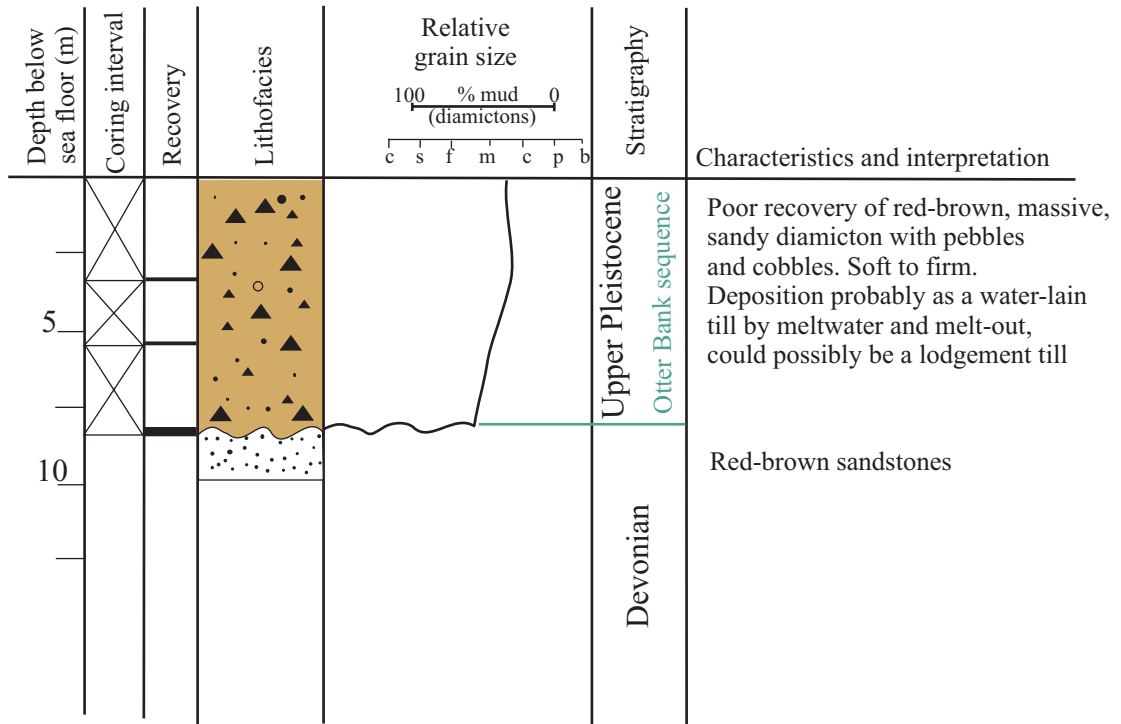 Depth below
sea floor (m)
Coring interval
Recovery
Lithofacies
Relative
grain size
100 % mud 0
(diamictons)
c s f m c p b
Stratigraphy
Characteristics and interpretation
5
10
Upper Pleistocene
Otter Bank sequence
Devonian
Poor recovery of red-brown, massive,
sandy diamicton with pebbles
and cobbles. Soft to firm.
Deposition probably as a water-lain
till by meltwater and melt-out,
could possibly be a lodgement till
Red-brown sandstones